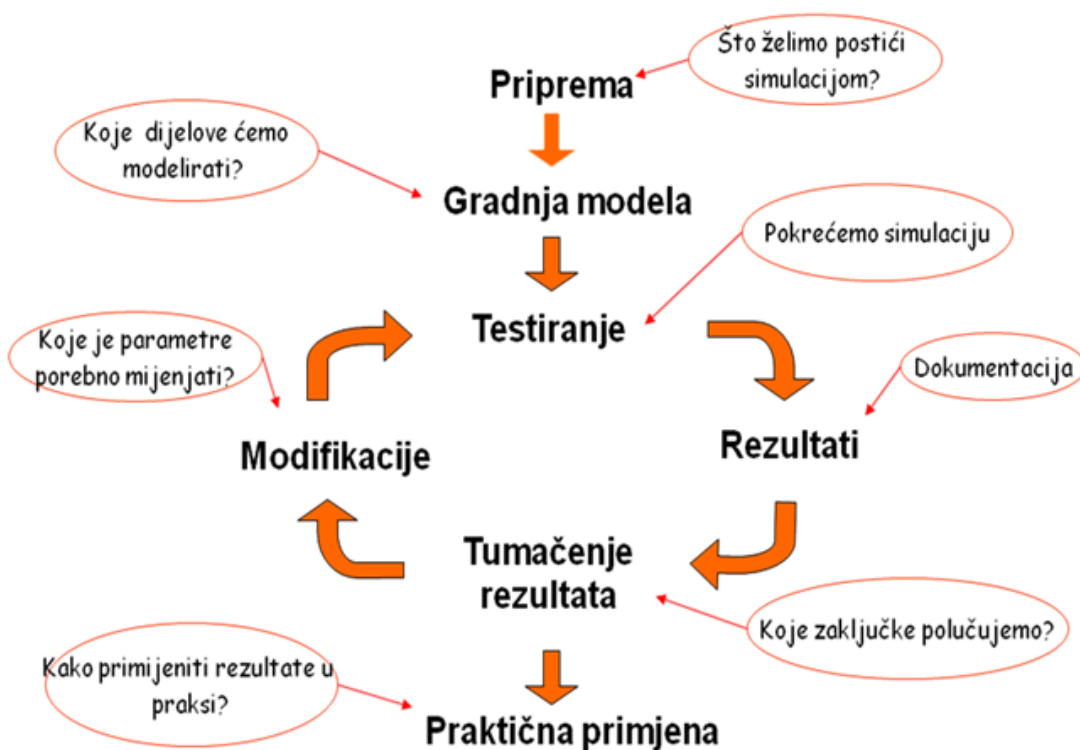 Što želimo postići
simulacijom?
Priprema
Koje dijelove ćemo
modelirati?
Gradnja modela
Pokrećemo simulaciju
Testiranje
Koje je parametre
porebno mijenjati?
Dokumentacija
Modifikacije
Rezultati
Tumačenje
rezultata
Koje zaključke polučujemo?
Kako primijeniti rezultate u
praksi?
Praktična primjena